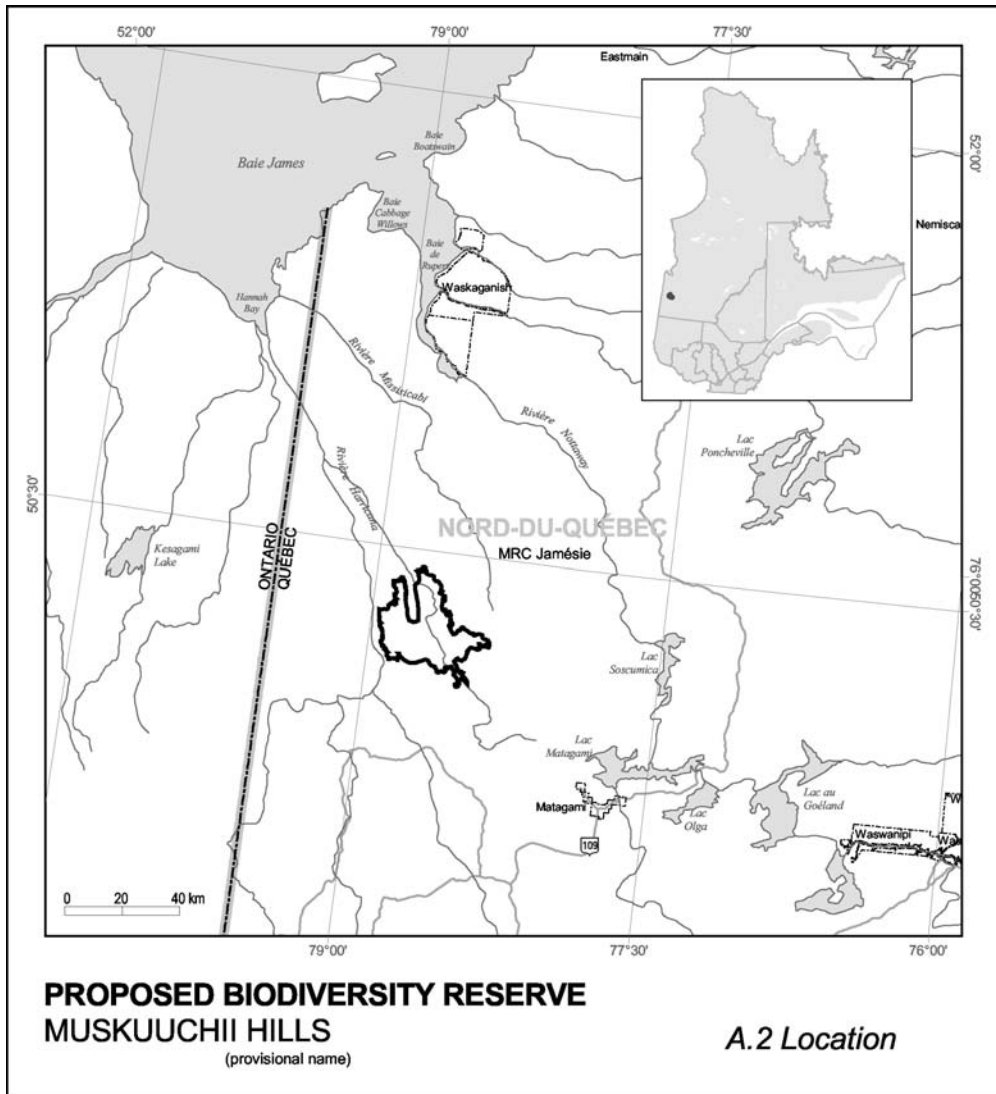 52°00'
79°00'
77°30'
Eastmain
Baie
Boatswain
Baie James
52°00'
Baie
Cabbage
Willows
Nemisca
Baie
de
Rupert
Waskaganish
Hannah
Bay
Rivière Missisicabi
Rivière Nottaway
Lac
Poncheville
Rivière Harricana
50°30'
NORD-DU-QUÉBEC
MRC Jamésie
Kesagami
Lake
ONTARIO
QUÉBEC
76°00
50°30'
Lac
Soscumica
Lac
Matagami
Matagami
Lac
Olga
Lac au
Goéland
Waswanipi
109
0 20 40 km
79°00'
77°30'
76°00'
PROPOSED BIODIVERSITY RESERVE
MUSKUUCHII HILLS
(provisional name)
A.2 Location